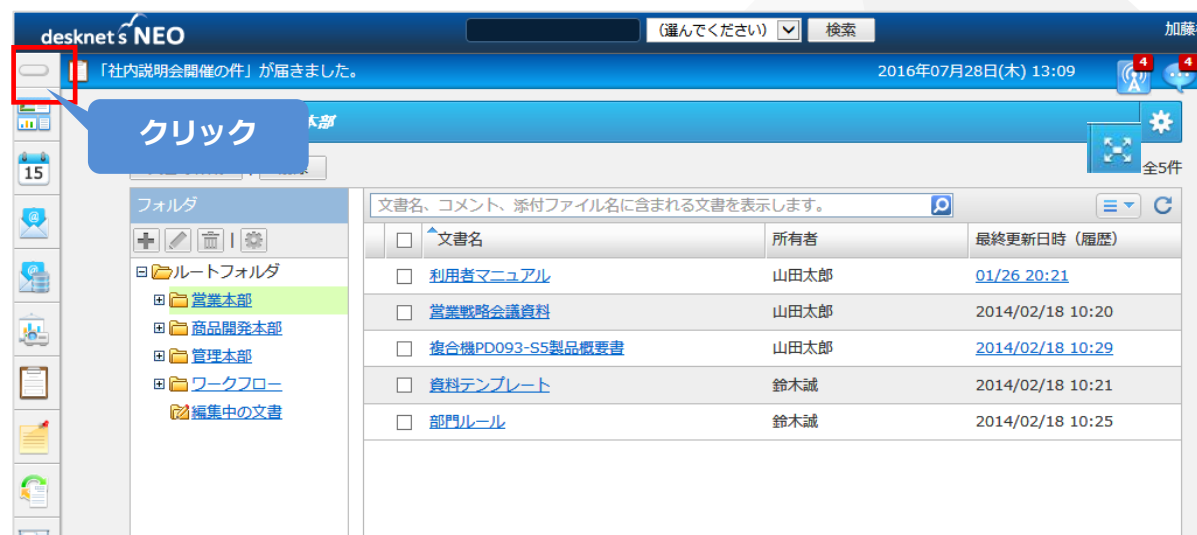 desknet's NEO (選んでください) 検索 加藤
「社内説明会開催の件」が届きました。 2016年07月28日(木) 13:09 4 4
クリック
本部
15
全5件
フォルダ
文書名、コメント、添付ファイル名に含まれる文書を表示します。
文書名 所有者 最終更新日時（履歴）
ルートフォルダ
営業本部
商品開発本部
管理本部
ワークフロー
編集中の文書
利用者マニュアル 山田太郎 01/26 20:21
営業戦略会議資料 山田太郎 2014/02/18 10:20
複合機PD093-S5製品概要書 山田太郎 2014/02/18 10:29
資料テンプレート 鈴木誠 2014/02/18 10:21
部門ルール 鈴木誠 2014/02/18 10:25